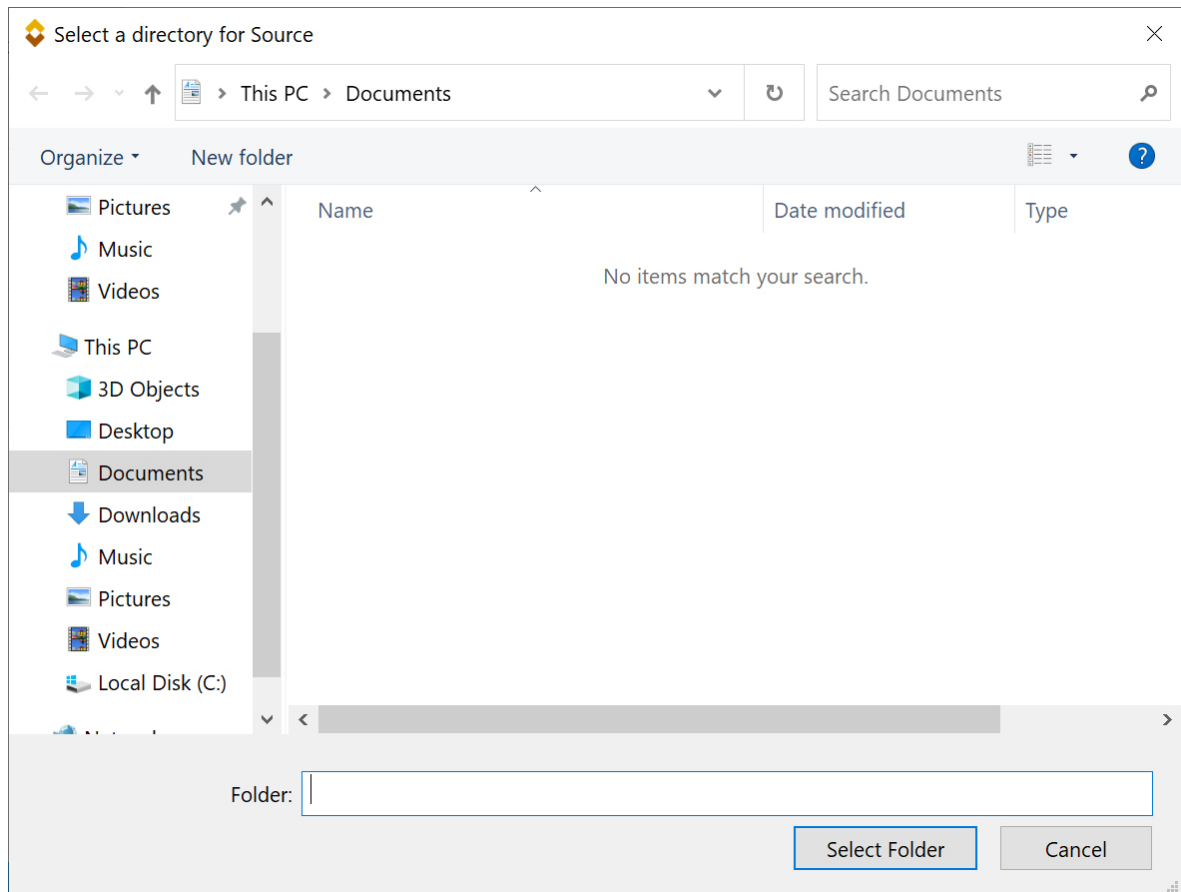 Select a directory for Source
This PC > Documents
Search Documents
Organize
New folder
?
Pictures
Music
Videos
This PC
3D Objects
Desktop
Documents
Downloads
Music
Pictures
Videos
Local Disk (C:)
Name
Date modified
Type
No items match your search.
Folder:
Select Folder
Cancel